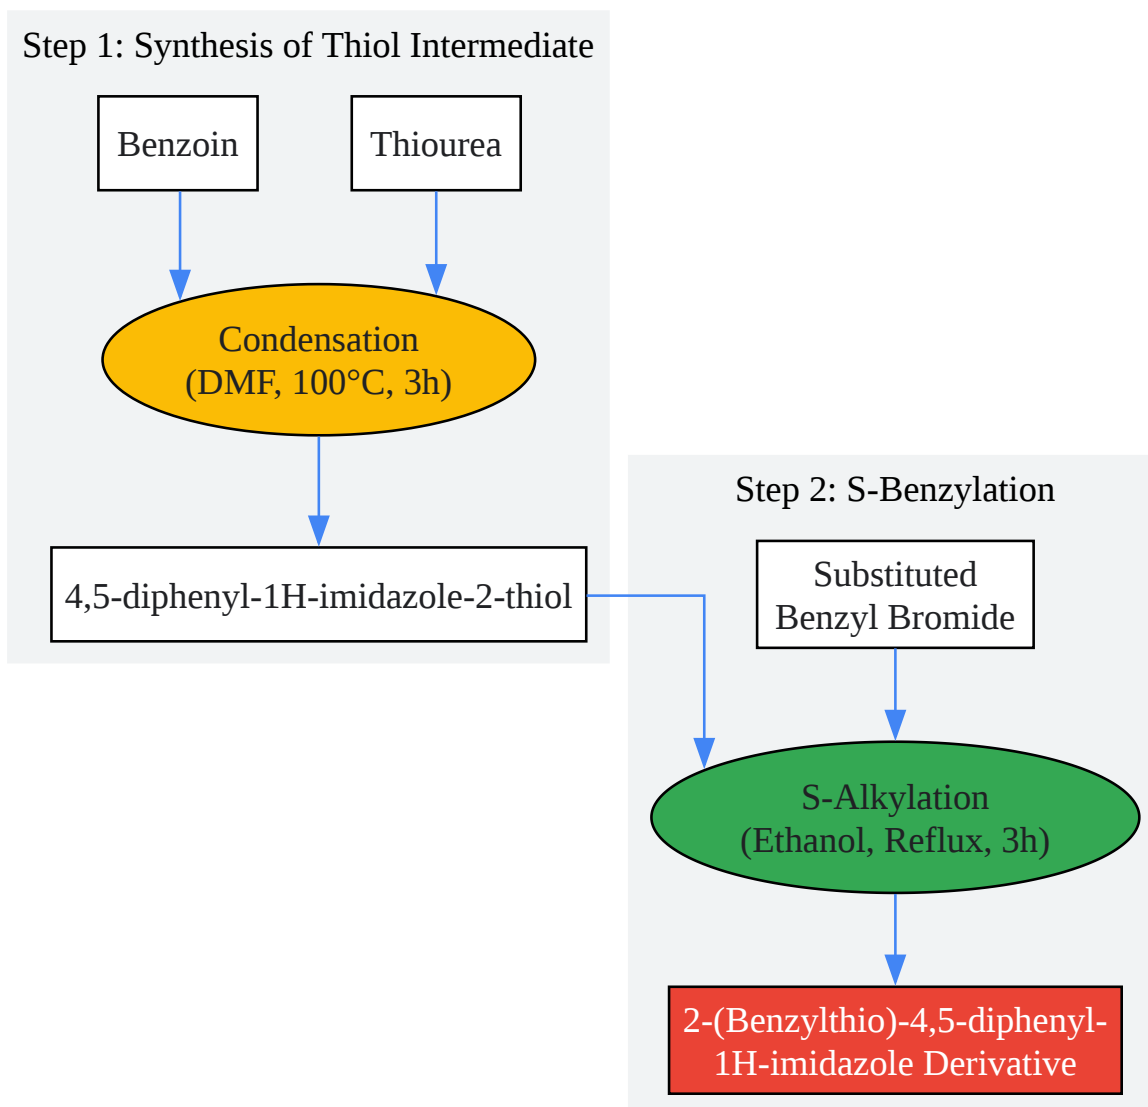 Step 1: Synthesis of Thiol Intermediate
Benzoin
Thiourea
Condensation
(DMF, 100°C, 3h)
4,5-diphenyl-1H-imidazole-2-thiol
Step 2: S-Benzylation
Substituted
Benzyl Bromide
S-Alkylation
(Ethanol, Reflux, 3h)
2-(Benzylthio)-4,5-diphenyl-
1H-imidazole Derivative